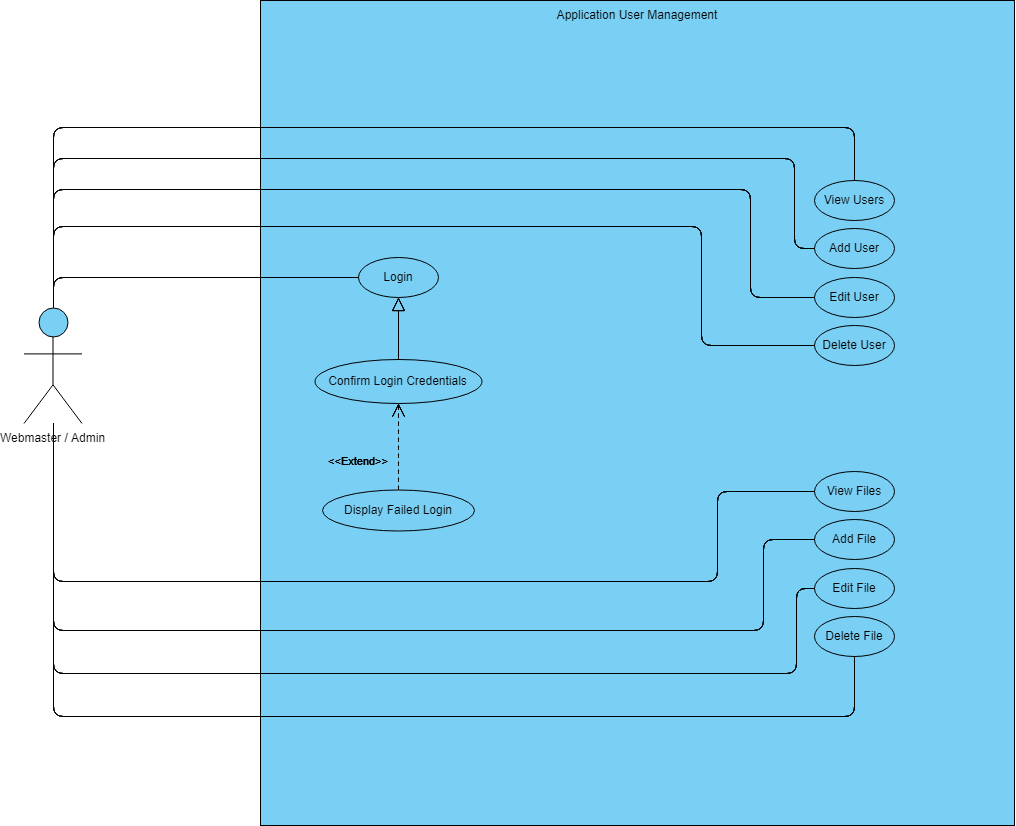 Application User Management
View Users
Add User
Login
Edit User
Delete User
Confirm Login Credentials
Webmaster / Admin
<<Extend>>
View Files
Display Failed Login
Add File
Edit File
Delete File